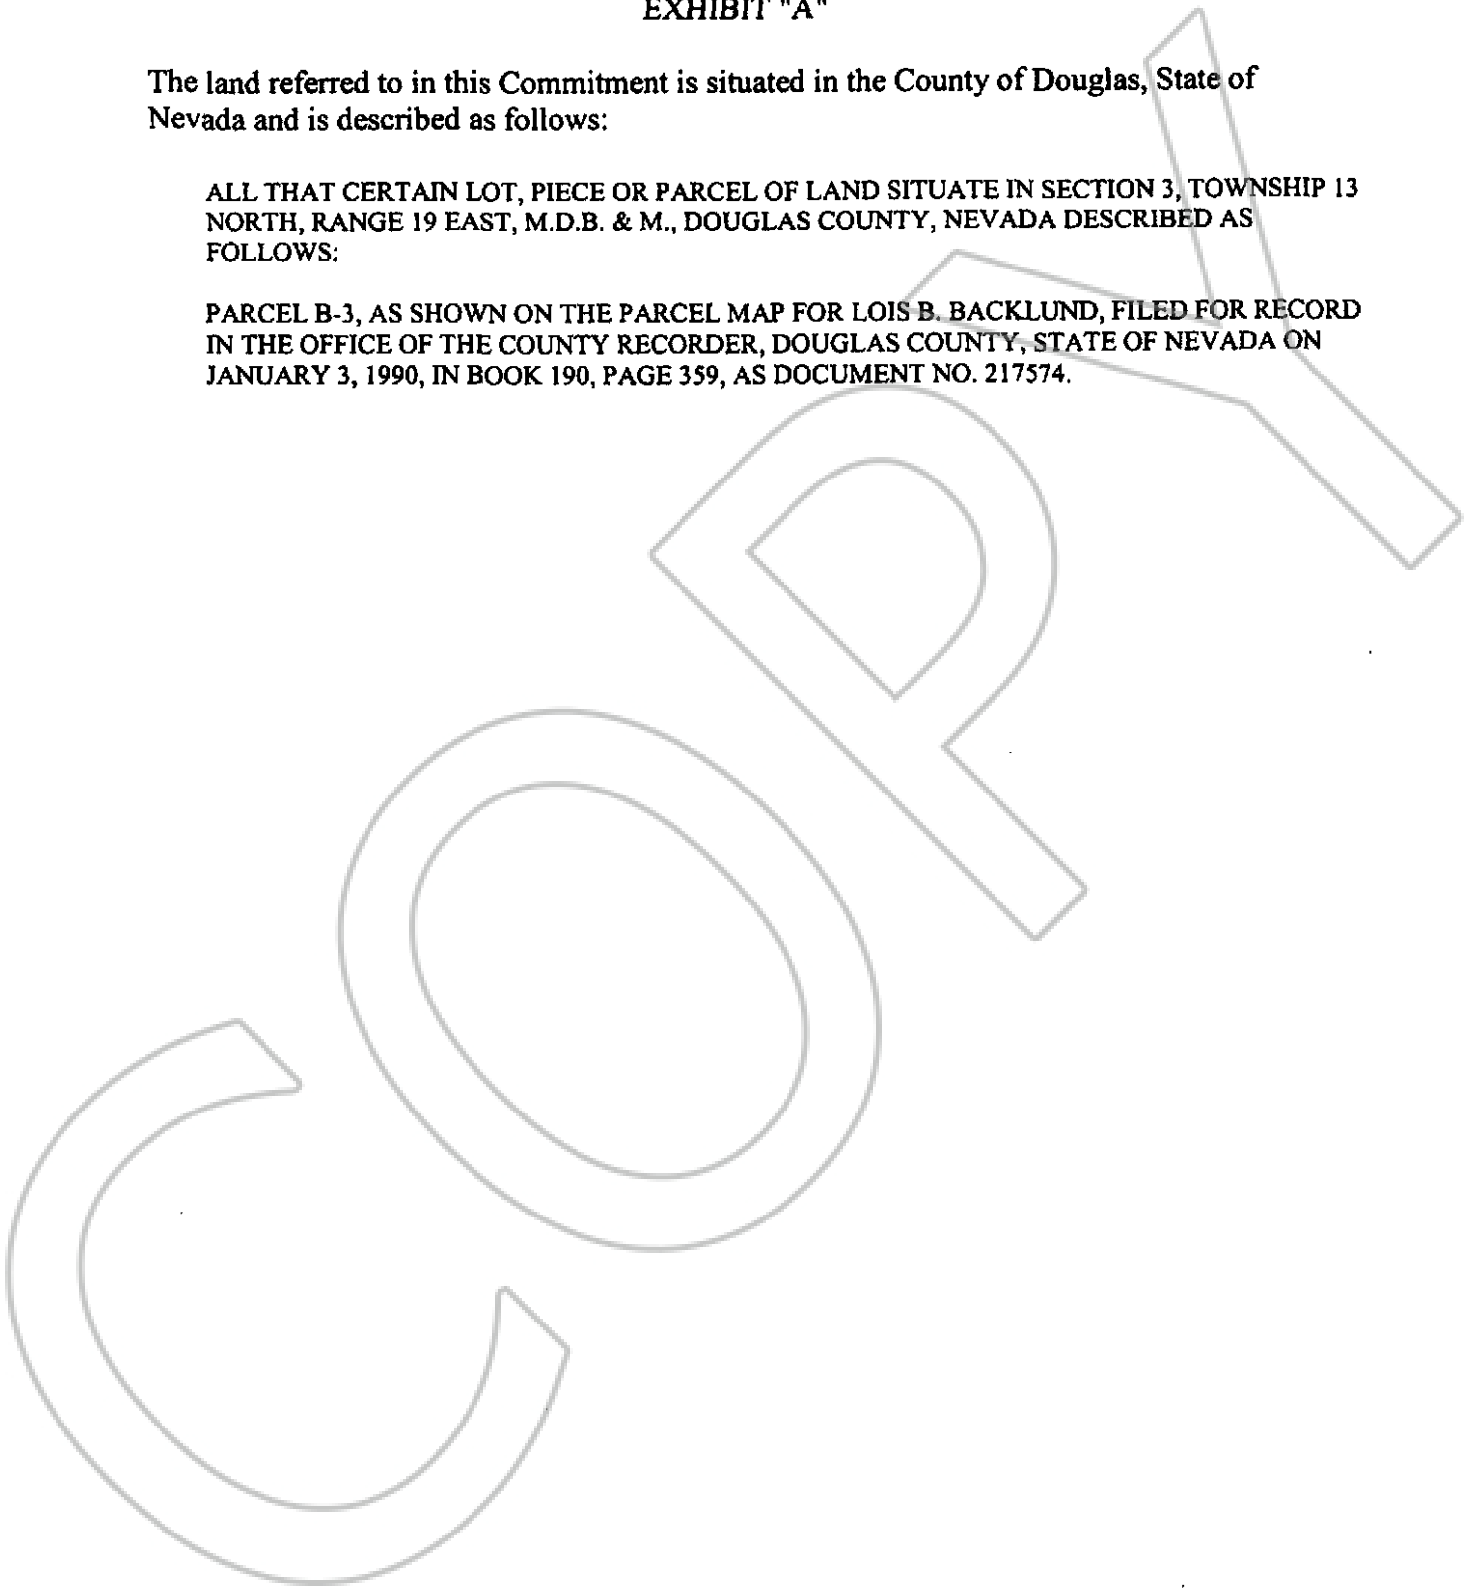 EXHIBIT "A"
The land referred to in this Commitment is situated in the County of Douglas, State of
Nevada and is described as follows:
ALL THAT CERTAIN LOT, PIECE OR PARCEL OF LAND SITUATE IN SECTION 3, TOWNSHIP 13
NORTH, RANGE 19 EAST, M.D.B. & M., DOUGLAS COUNTY, NEVADA DESCRIBED AS
FOLLOWS:
PARCEL B-3, AS SHOWN ON THE PARCEL MAP FOR LOIS B. BACKLUND, FILED FOR RECORD
IN THE OFFICE OF THE COUNTY RECORDER, DOUGLAS COUNTY, STATE OF NEVADA ON
JANUARY 3, 1990, IN BOOK 190, PAGE 359, AS DOCUMENT NO. 217574.
COPY